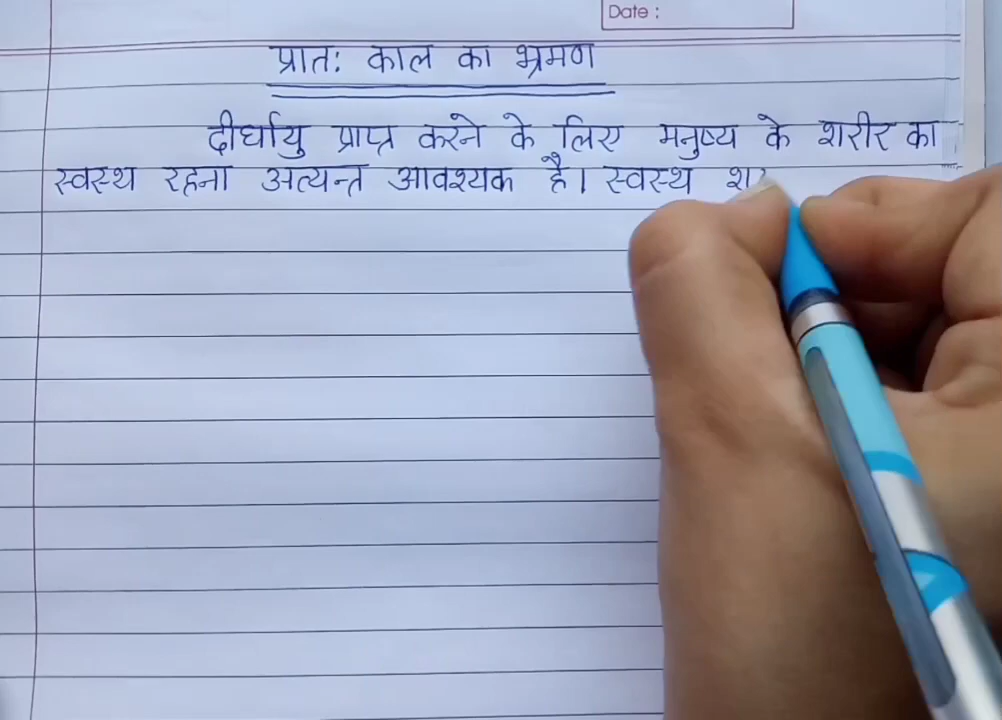 Date :
प्रात: काल का भ्रमण
दीर्घायु प्राप्त करने के लिए मनुष्य के शरीर का
स्वस्थ रहना अत्यन्त आवश्यक है। स्वस्थ